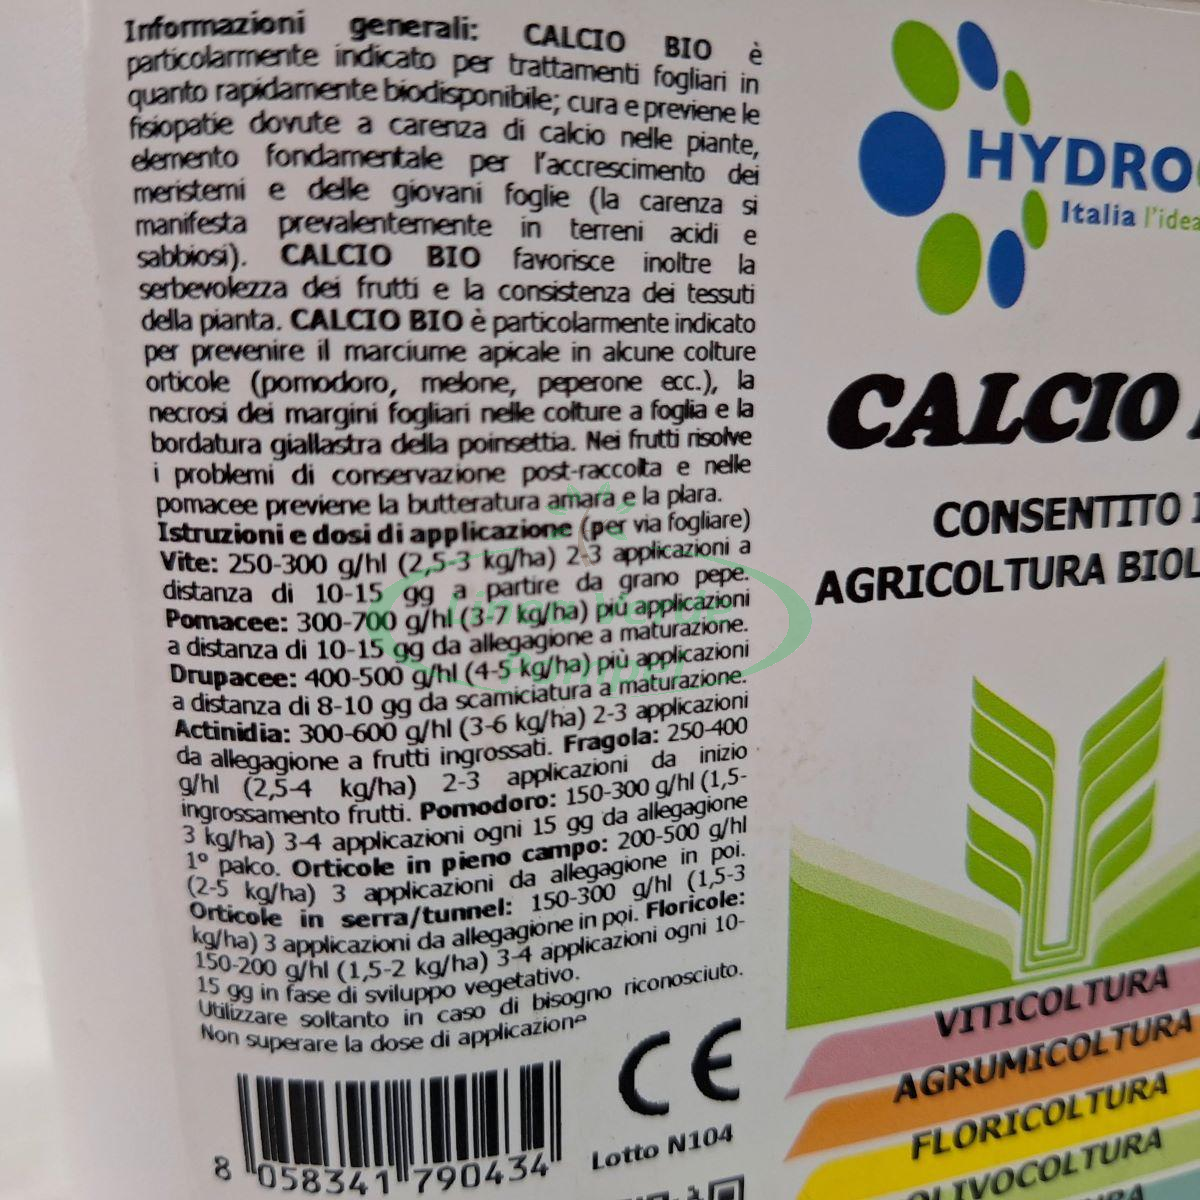 Informazioni generali: CALCIO BIO è
particolarmente indicato per trattamenti fogliari in
quanto rapidamente biodisponibile; cura e previene le
fisiopatie dovute a carenza di calcio nelle piante,
elemento fondamentale per l'accrescimento dei
meristemi e delle giovani foglie (la carenza si
manifesta prevalentemente in terreni acidi e
sabbiosi). CALCIO BIO favorisce inoltre la
serbevolezza dei frutti e la consistenza dei tessuti
della pianta. CALCIO BIO è particolarmente indicato
per prevenire il marciume apicale in alcune colture
orticole (pomodoro, melone, peperone ecc.), la
necrosi dei margini fogliari nelle colture a foglia e la
bordatura giallastra della poinsettia. Nei frutti risolve
i problemi di conservazione post-raccolta e nelle
pomacee previene la butteratura amara e la plara.
Istruzioni e dosi di applicazione (per via fogliare)
Vite: 250-300 g/hl (2,5-3 kg/ha) 2-3 applicazioni a
distanza di 10-15 gg a partire da grano pepe.
Pomacee: 300-700 g/hl (3-7 kg/ha) più applicazioni
a distanza di 10-15 gg da allegagione a maturazione.
Drupacee: 400-500 g/hl (4-5 kg/ha) più applicazioni
a distanza di 8-10 gg da scamiciatura a maturazione.
Actinidia: 300-600 g/hl (3-6 kg/ha) 2-3 applicazioni
da allegagione a frutti ingrossati. Fragola: 250-400
g/hl (2,5-4 kg/ha) 2-3 applicazioni da inizio
ingrossamento frutti. Pomodoro: 150-300 g/hl (1,5-
3 kg/ha) 3-4 applicazioni ogni 15 gg da allegagione
1° palco. Orticole in pieno campo: 200-500 g/hl
(2-5 kg/ha) 3 applicazioni da allegagione in poi.
Orticole in serra/tunnel: 150-300 g/hl (1,5-3
kg/ha) 3 applicazioni da allegagione in poi. Floricole:
150-200 g/hl (1,5-2 kg/ha) 3-4 applicazioni ogni 10-
15 gg in fase di sviluppo vegetativo.
Utilizzare soltanto in caso di bisogno riconosciuto.
Non superare la dose di applicazione
CE
8 058341 790434
Lotto N104
Linea Verde
Pompei
HYDRO
Italia l'idea
CALCIO
CONSENTITO
AGRICOLTURA BIOL
VITICOLTURA
AGRUMICOLTURA
FLORICOLTURA
OLIVOCOLTURA